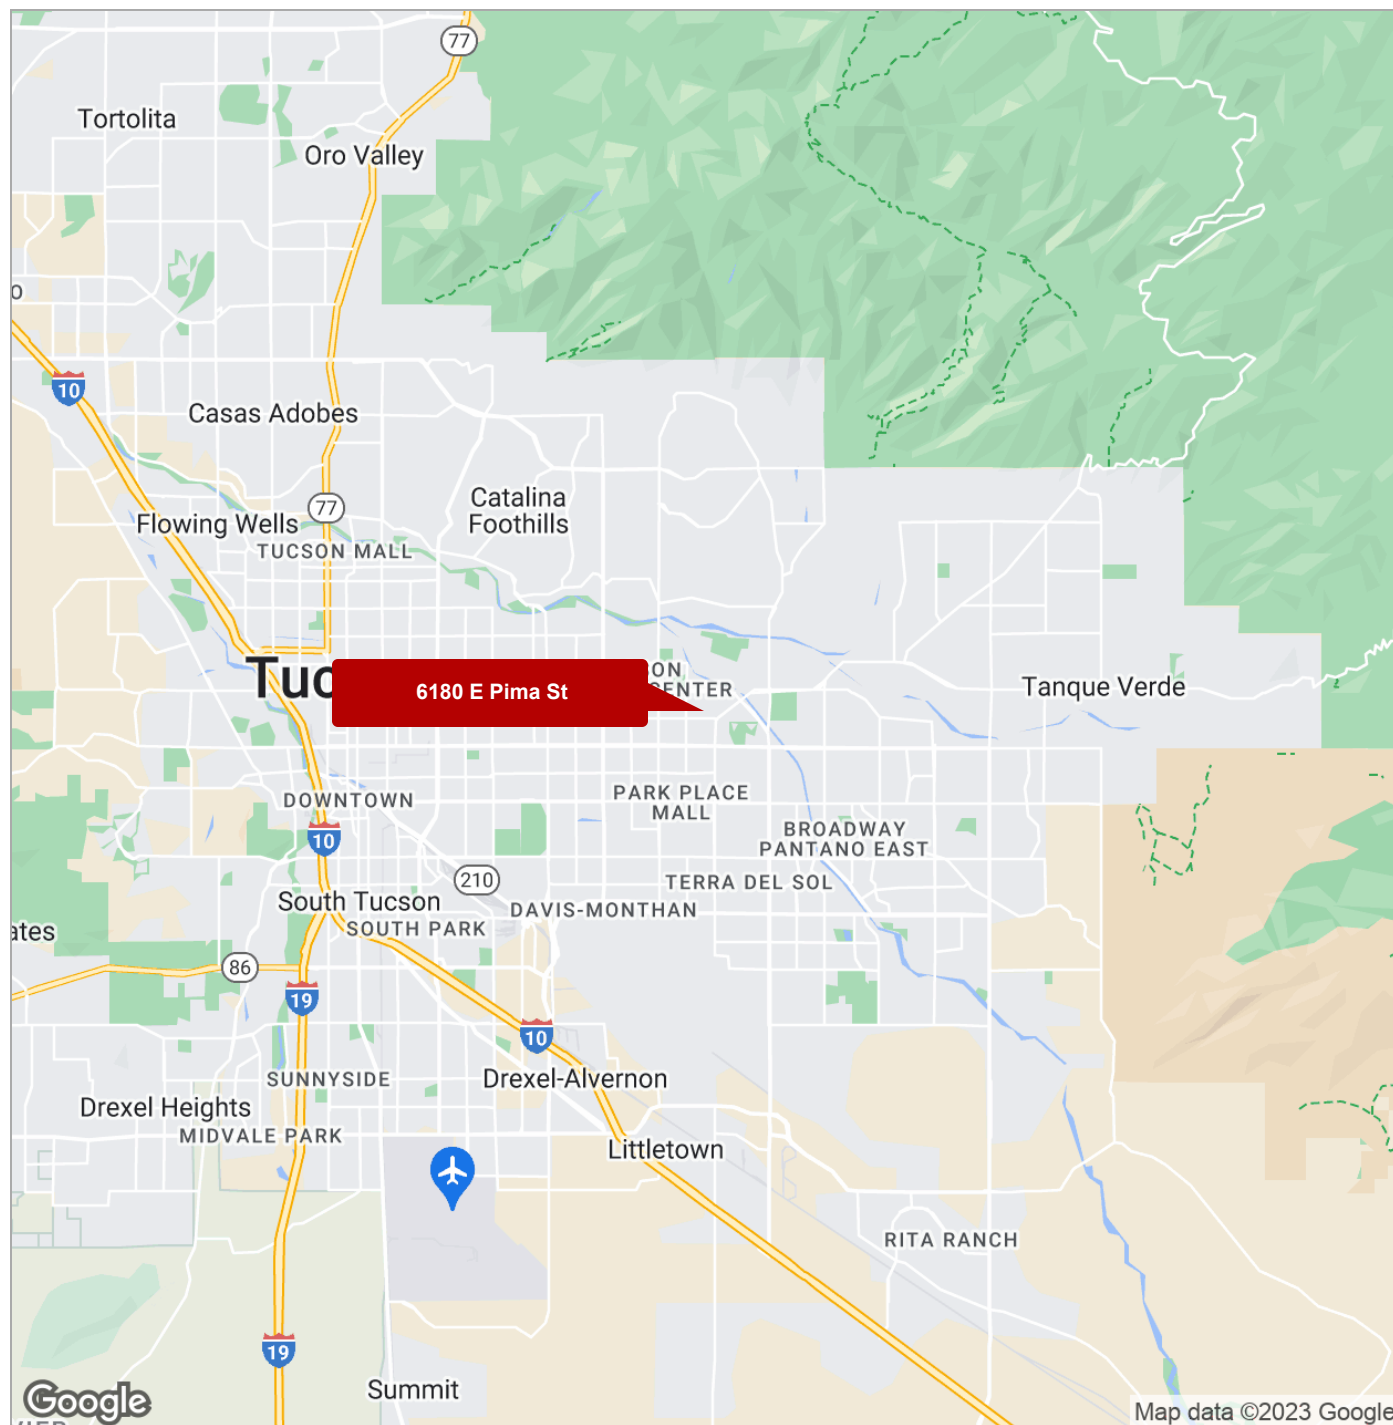 77
Tortolita
Oro Valley
10
Casas Adobes
Catalina
Foothills
77
Flowing Wells
TUCSON MALL
6180 E Pima St
Tanque Verde
PARK PLACE
MALL
DOWNTOWN
BROADWAY
PANTANO EAST
10
210
TERRA DEL SOL
South Tucson
DAVIS-MONTHAN
SOUTH PARK
ates
86
19
10
SUNNYSIDE
Drexel-Alvernon
Drexel Heights
MIDVALE PARK
Littletown
RITA RANCH
19
Summit
Google
Map data ©2023 Google